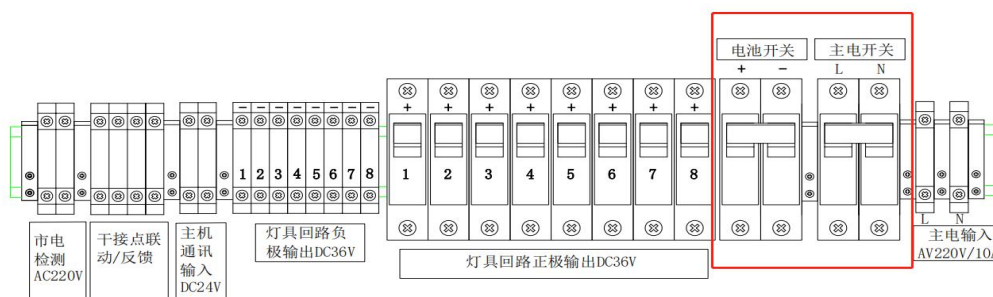 电池开关
主电开关
+ −
L N
− − − − − − − −
+ + + + + + + +
1 2 3 4 5 6 7 8
1 2 3 4 5 6 7 8
L N
市电
检测
AC220V
干接点联
动/反馈
主机
通讯
输入
DC24V
灯具回路负
极输出DC36V
灯具回路正极输出DC36V
主电输入
AV220V/10A